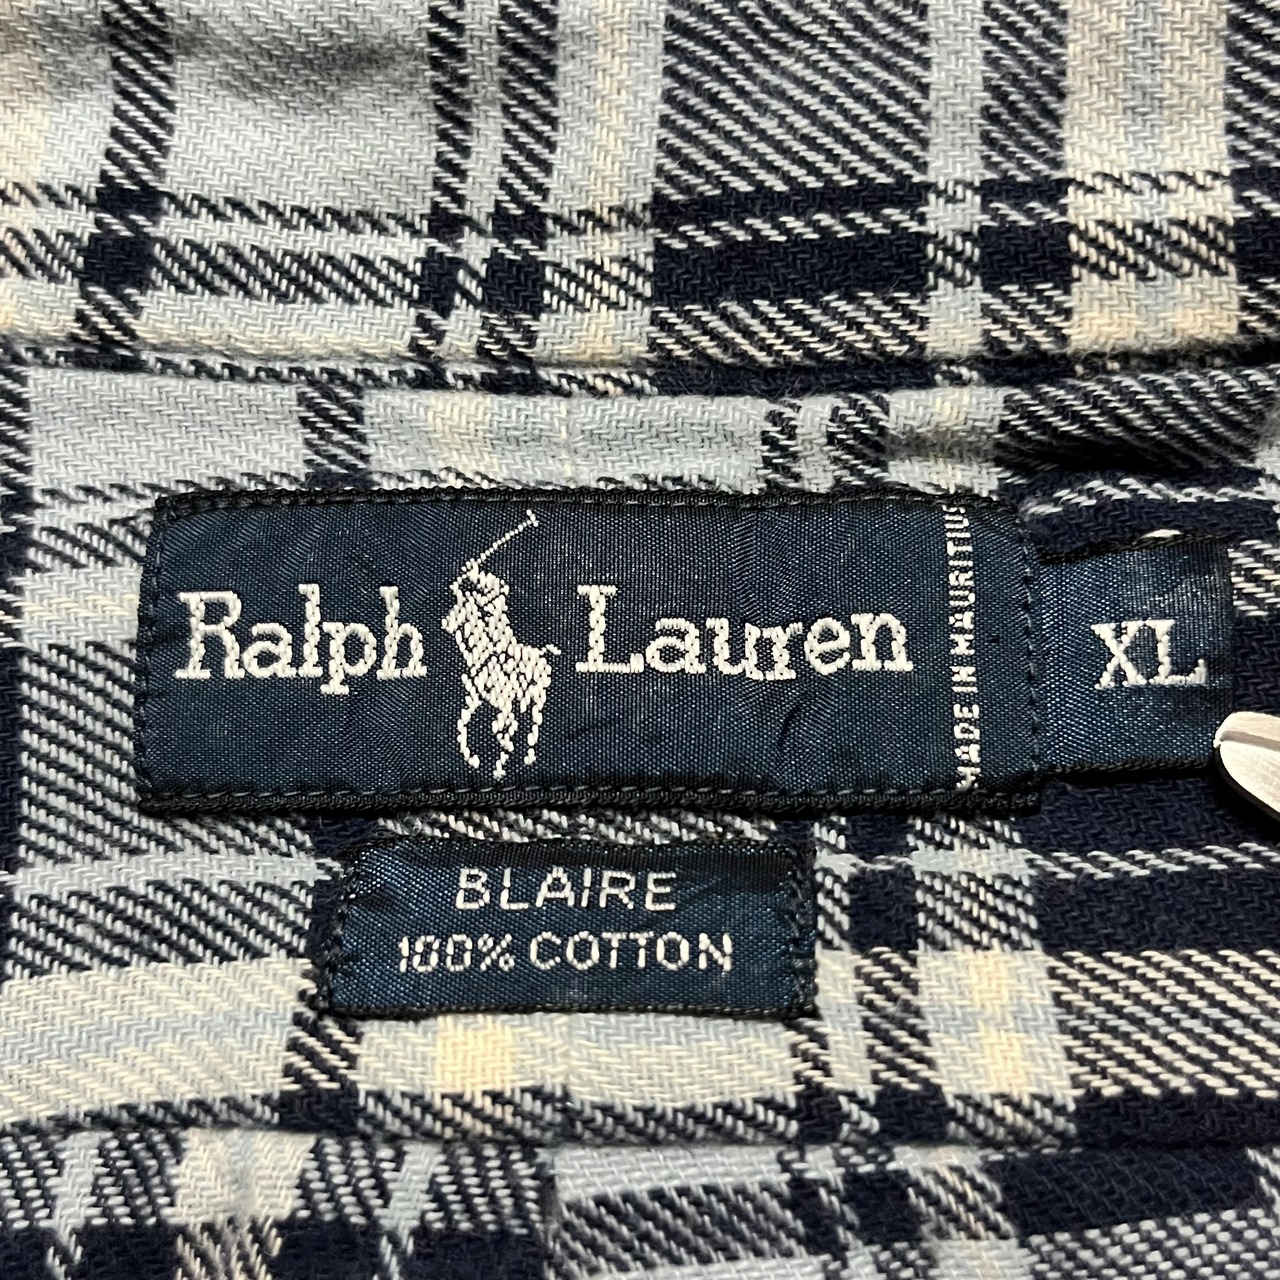 Ralph Lauren
MADE IN MAURITIUS
XL
BLAIRE
100% COTTON